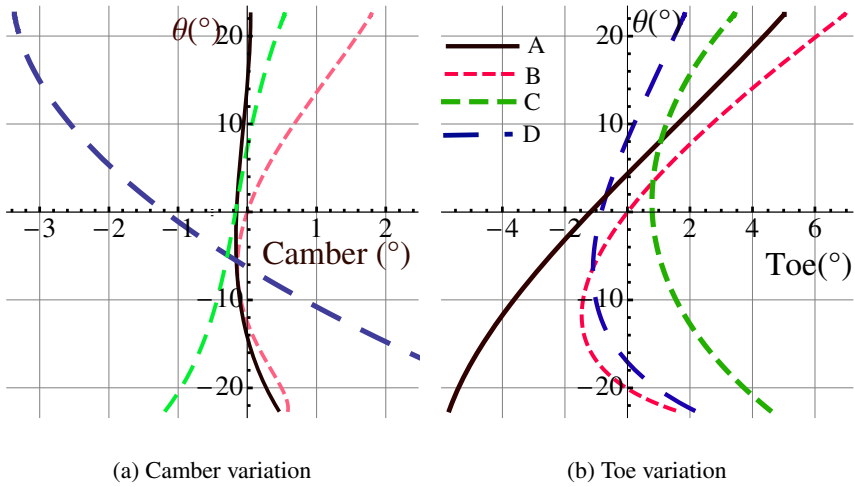 θ(°)
20
10
−10
−20
−3
−2
−1
1
2
Camber (°)
θ(°)
20
10
−10
−20
−4
−2
2
4
6
Toe(°)
A
B
C
D
(a) Camber variation
(b) Toe variation